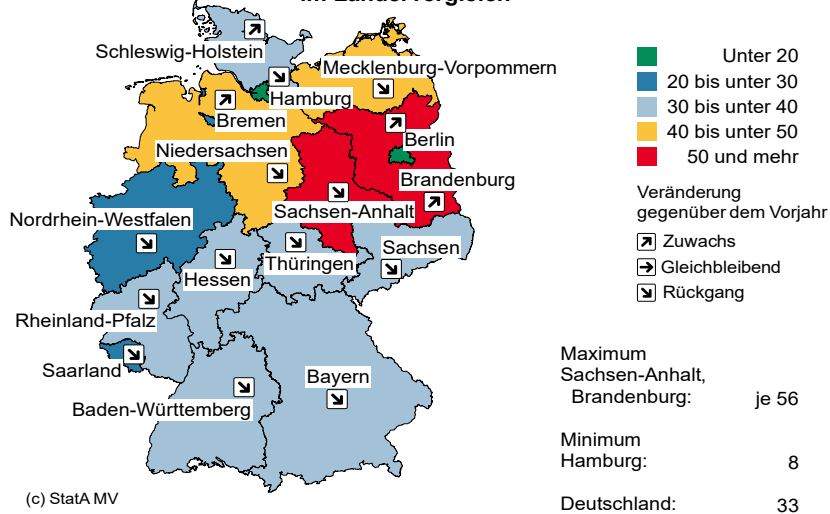 im Ländervergleich
Schleswig-Holstein
Mecklenburg-Vorpommern
Hamburg
Bremen
Berlin
Niedersachsen
Brandenburg
Sachsen-Anhalt
Nordrhein-Westfalen
Sachsen
Thüringen
Hessen
Rheinland-Pfalz
Saarland
Bayern
Baden-Württemberg
(c) StatA MV
Unter 20
20 bis unter 30
30 bis unter 40
40 bis unter 50
50 und mehr
Veränderung
gegenüber dem Vorjahr
Zuwachs
Gleichbleibend
Rückgang
Maximum
Sachsen-Anhalt,
Brandenburg: je 56
Minimum
Hamburg: 8
Deutschland: 33